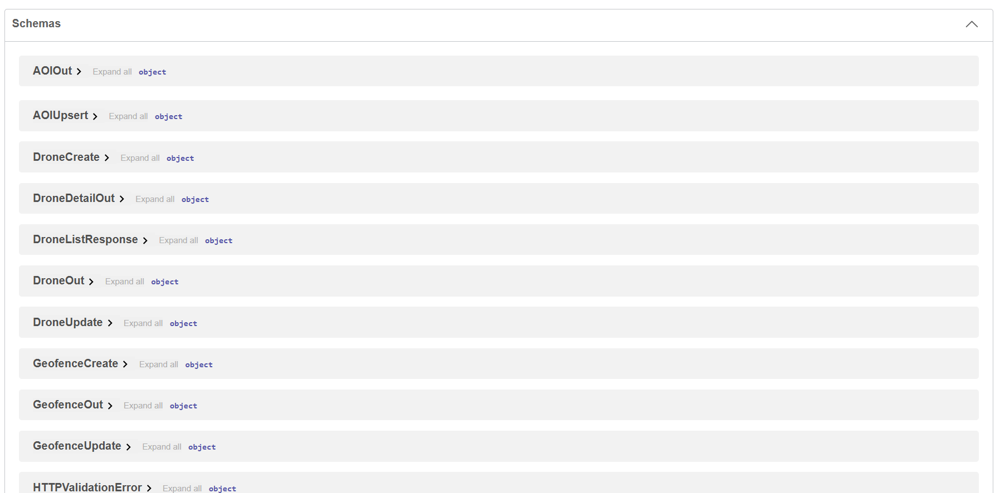 Schemas
AOIOut Expand all object
AOIUpsert Expand all object
DroneCreate Expand all object
DroneDetailOut Expand all object
DroneListResponse Expand all object
DroneOut Expand all object
DroneUpdate Expand all object
GeofenceCreate Expand all object
GeofenceOut Expand all object
GeofenceUpdate Expand all object
HTTPValidationError Expand all object